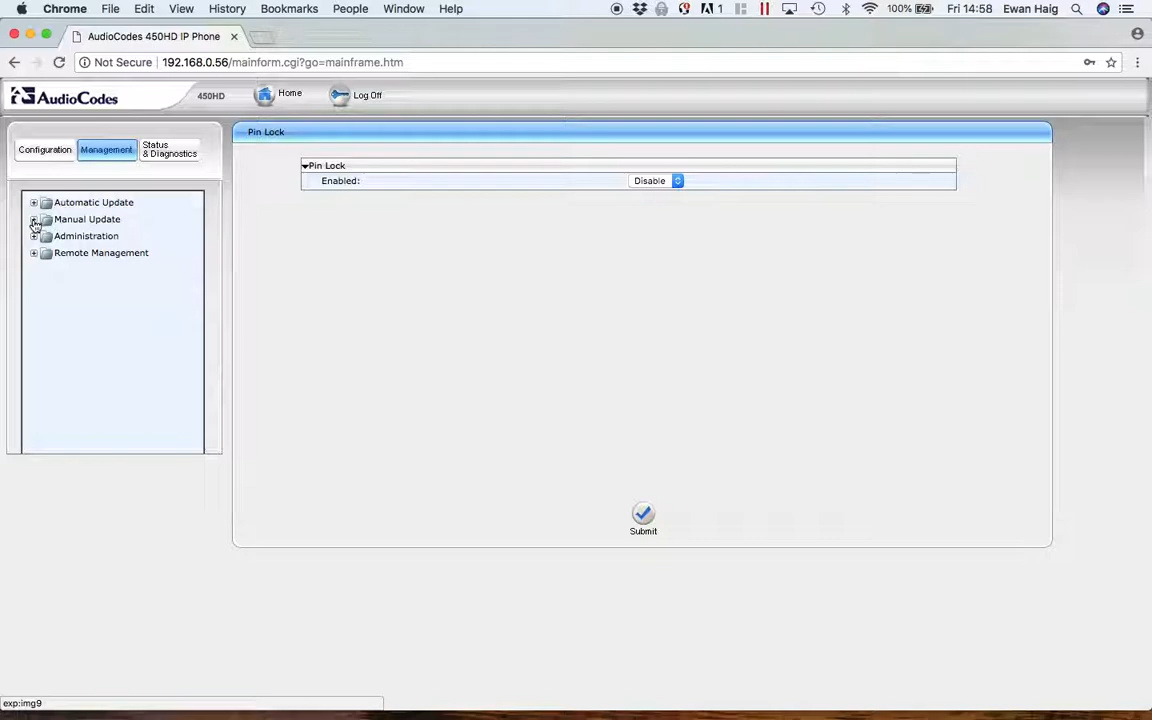 Chrome File Edit View History Bookmarks People Window Help 1 100% Fri 14:58 Ewan Haig
AudioCodes 450HD IP Phone
Not Secure 192.168.0.56/mainform.cgi?go=mainframe.htm
AudioCodes 450HD Home Log Off
Configuration Management Status & Diagnostics
Pin Lock
Pin Lock
Enabled: Disable
Automatic Update
Manual Update
Administration
Remote Management
Submit
exp:img9